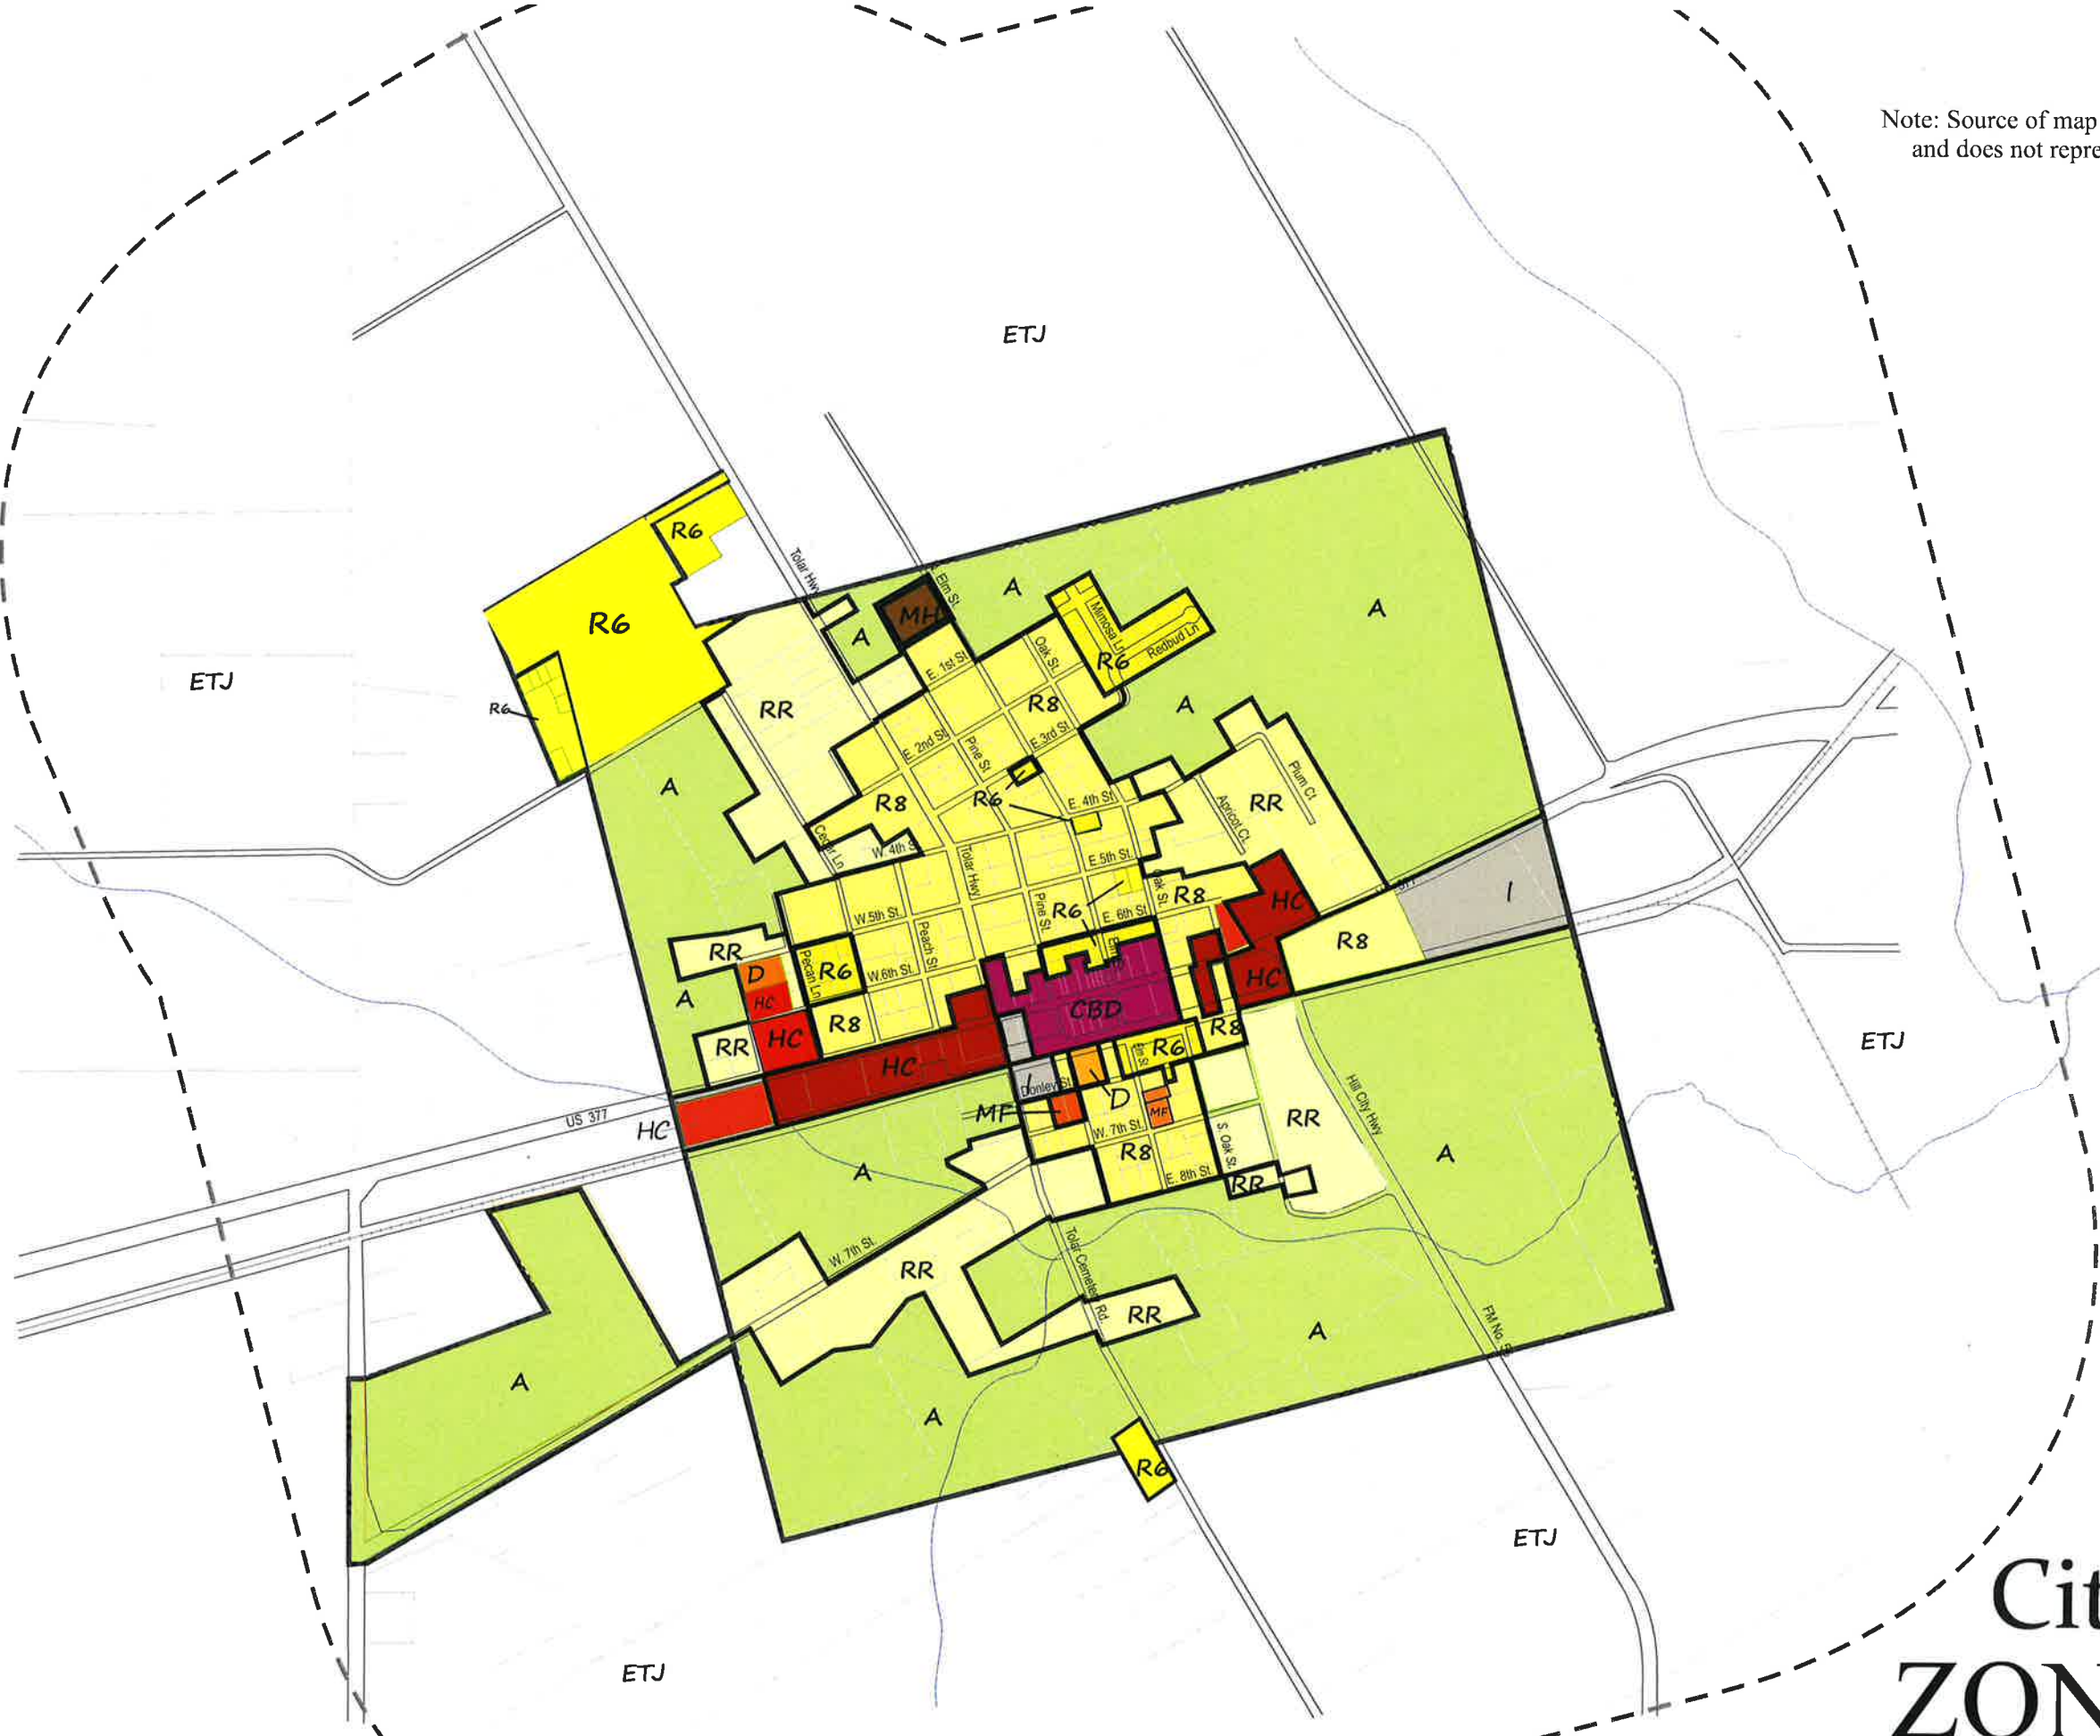 Note: Source of map
and does not repre
ETJ
R6
Tolar Hwy
Elm St.
A
MH
A
A
R6
A
Mimosa Ln
Redbud Ln
Oak St.
R6
E. 1st St
ETJ
RR
R8
A
R6
E. 2nd St
Pine St
E. 3rd St
Plum Ct
A
R6
E. 4th St
R8
RR
Apricot Ct.
Cedar Ln
W. 4th S
Tolar Hwy
E. 5th St.
Oak St.
R8
HC
I
W. 5th St.
Pine St.
R6
E. 6th St
Peach St
R8
RR
Pecan Ln
R6
D
W. 6th St.
HC
HC
A
HC
CBD
R8
R8
ETJ
RR
HC
R6
HC
I
Donley St.
D
US 377
MF
MF
HC
W. 7th St.
RR
Hill City Hwy
S. Oak St.
R8
A
A
E. 8th St.
RR
W. 7th St.
RR
Tolar Cemetery Rd.
RR
A
FM No.
A
A
R6
ETJ
ETJ
Cit
ZON